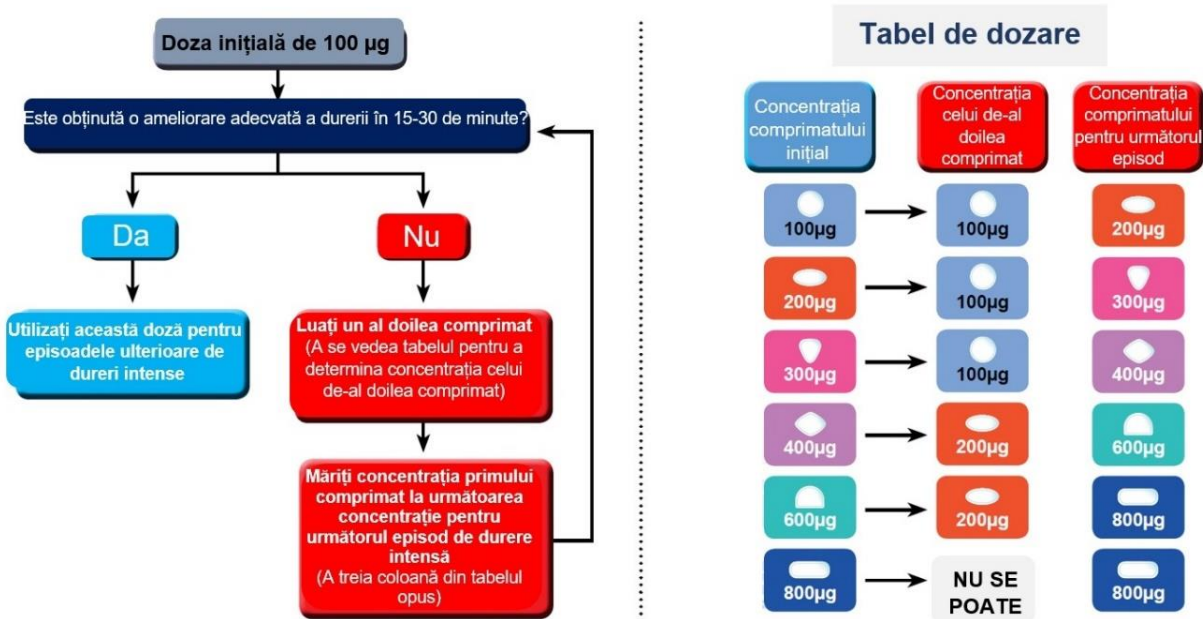 Doza inițială de 100 µg
Este obținută o ameliorare adecvată a durerii în 15-30 de minute?
Da
Nu
Utilizați această doză pentru
episoadele ulterioare de
dureri intense
Luați un al doilea comprimat
(A se vedea tabelul pentru a
determina concentrația celui
de-al doilea comprimat)
Măriți concentrația primului
comprimat la următoarea
concentrație pentru
următorul episod de durere
intensă
(A treia coloană din tabelul
opus)
Tabel de dozare
Concentrația
comprimatului
inițial
Concentrația
celui de-al
doilea
comprimat
Concentrația
comprimatului
pentru următorul
episod
100µg
100µg
200µg
200µg
100µg
300µg
300µg
100µg
400µg
400µg
200µg
600µg
600µg
200µg
800µg
800µg
NU SE
POATE
800µg